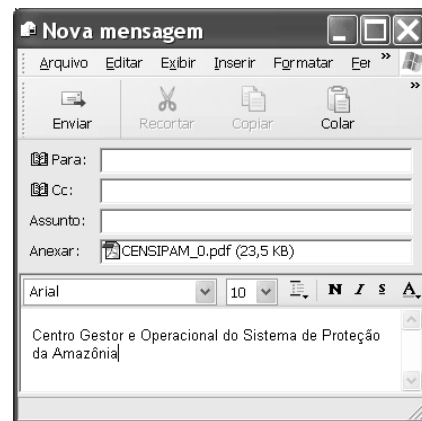 Nova mensagem
Arquivo Editar Exibir Inserir Formatar Fer »
Enviar Recortar Copiar Colar »
Para:
Cc:
Assunto:
Anexar: CENSIPAM_0.pdf (23,5 KB)
Arial 10 N I S A
Centro Gestor e Operacional do Sistema de Proteção
da Amazônia